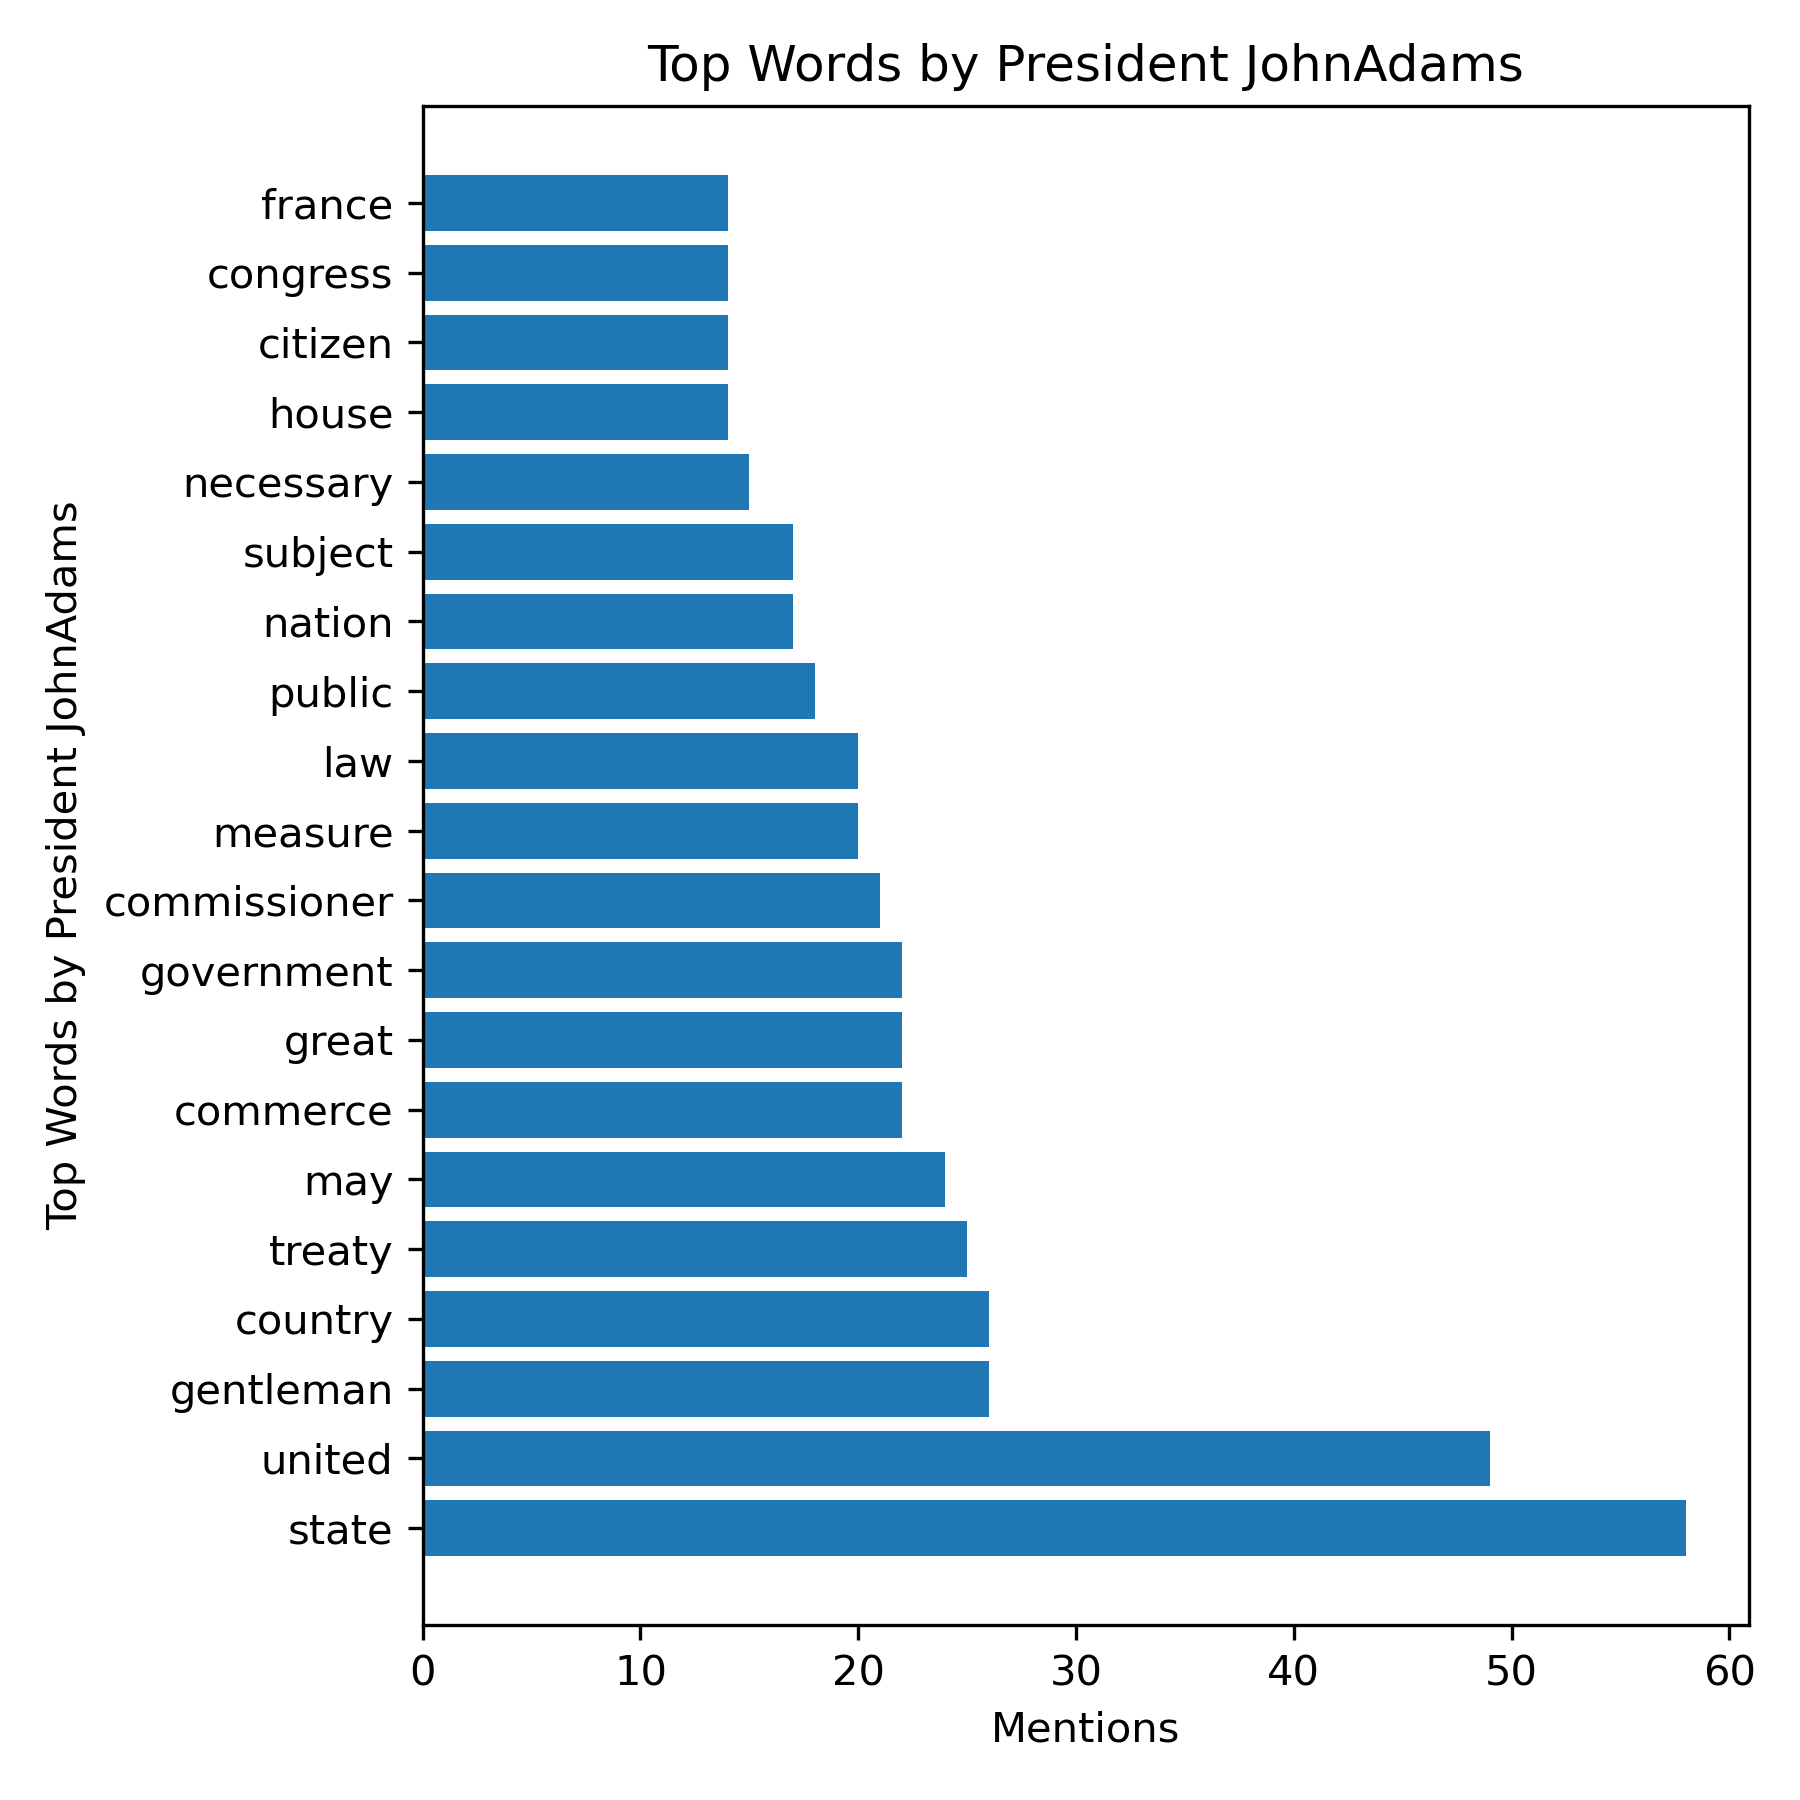 Top Words by President JohnAdams
france
congress
citizen
house
necessary
subject
nation
public
law
measure
commissioner
government
great
commerce
may
treaty
country
gentleman
united
state
Top Words by President JohnAdams
0 10 20 30 40 50 60
Mentions